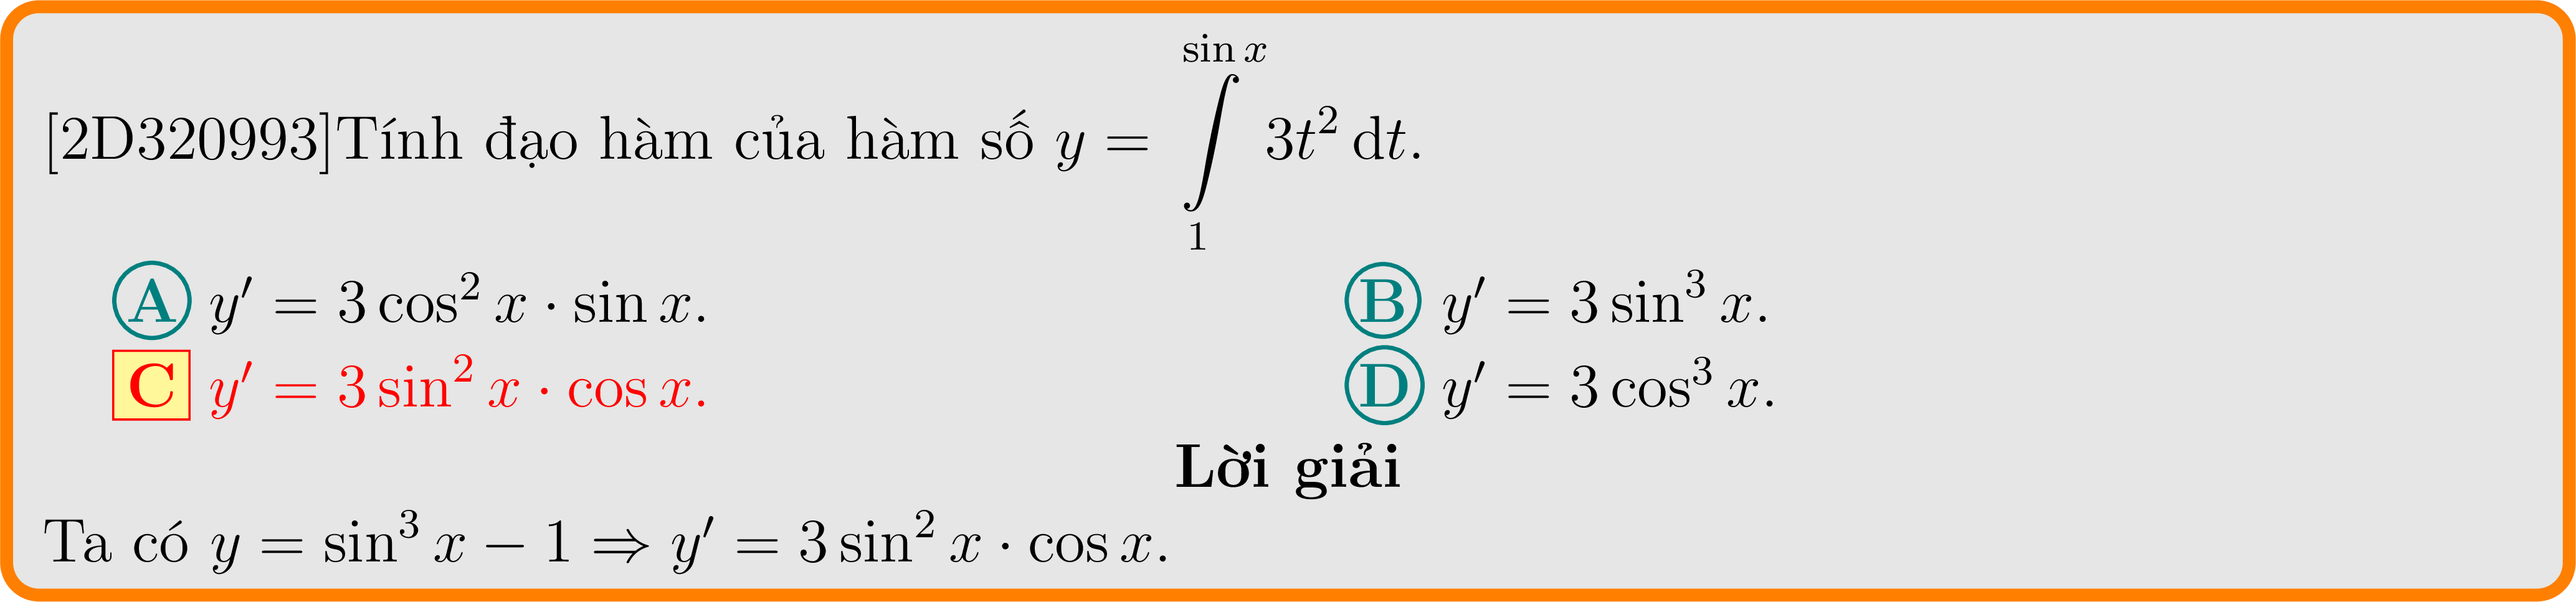 [2D320993]Tính đạo hàm của hàm số $y = \int\limits_{1}^{\sin x} 3t^2 \, \mathrm{d}t$.
A $y' = 3\cos^2 x \cdot \sin x$. B $y' = 3\sin^3 x$.
C $y' = 3\sin^2 x \cdot \cos x$. D $y' = 3\cos^3 x$.
Lời giải
Ta có $y = \sin^3 x - 1 \Rightarrow y' = 3\sin^2 x \cdot \cos x$.